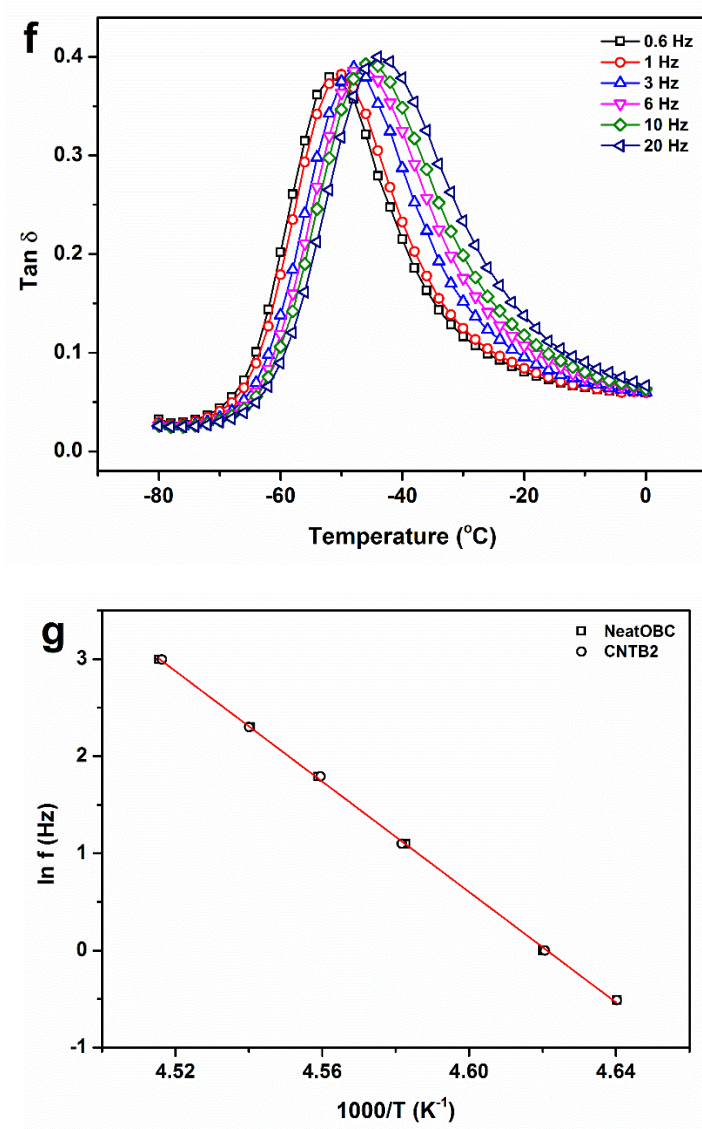 f
0.4
0.3
0.2
0.1
0.0
Tan δ
0.6 Hz
1 Hz
3 Hz
6 Hz
10 Hz
20 Hz
-80
-60
-40
-20
0
Temperature (°C)
g
3
2
1
0
-1
ln f (Hz)
NeatOBC
CNTB2
4.52
4.56
4.60
4.64
1000/T (K⁻¹)